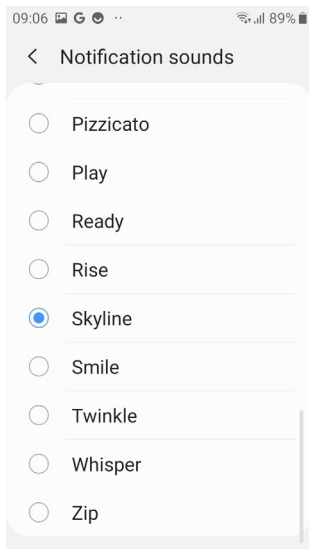 09:06 G 89%
Notification sounds
Pizzicato
Play
Ready
Rise
Skyline
Smile
Twinkle
Whisper
Zip